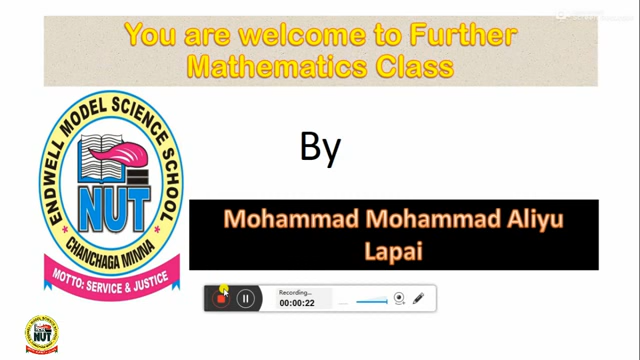 You are welcome to Further
Mathematics Class
ENDWELL MODEL SCIENCE SCHOOL
NUT
CHANCHAGA MINNA
MOTTO: SERVICE & JUSTICE
By
Mohammad Mohammad Aliyu
Lapai
Recording...
00:00:22
NUT